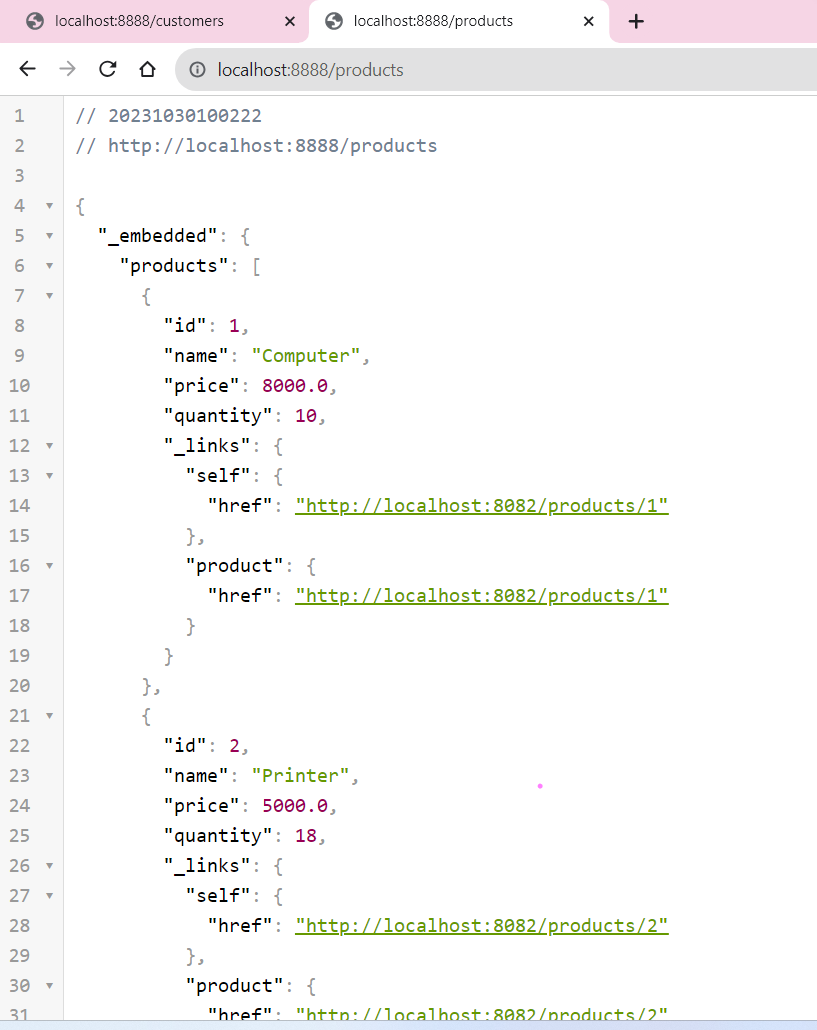 localhost:8888/customers
localhost:8888/products
localhost:8888/products
1 // 20231030100222
2 // http://localhost:8888/products
3
4 {
5 "_embedded": {
6 "products": [
7 {
8 "id": 1,
9 "name": "Computer",
10 "price": 8000.0,
11 "quantity": 10,
12 "_links": {
13 "self": {
14 "href": "http://localhost:8082/products/1"
15 },
16 "product": {
17 "href": "http://localhost:8082/products/1"
18 }
19 }
20 },
21 {
22 "id": 2,
23 "name": "Printer",
24 "price": 5000.0,
25 "quantity": 18,
26 "_links": {
27 "self": {
28 "href": "http://localhost:8082/products/2"
29 },
30 "product": {
31 "href": "http://localhost:8082/products/2"